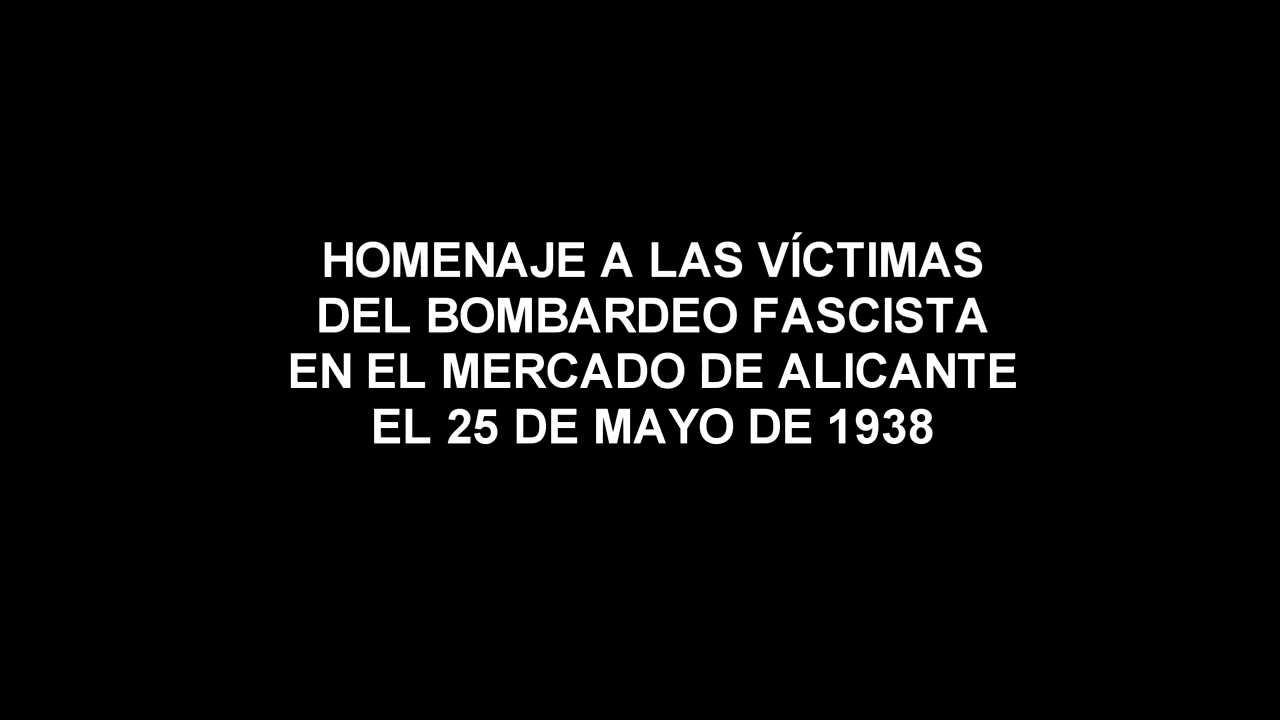 HOMENAJE A LAS VÍCTIMAS
DEL BOMBARDEO FASCISTA
EN EL MERCADO DE ALICANTE
EL 25 DE MAYO DE 1938